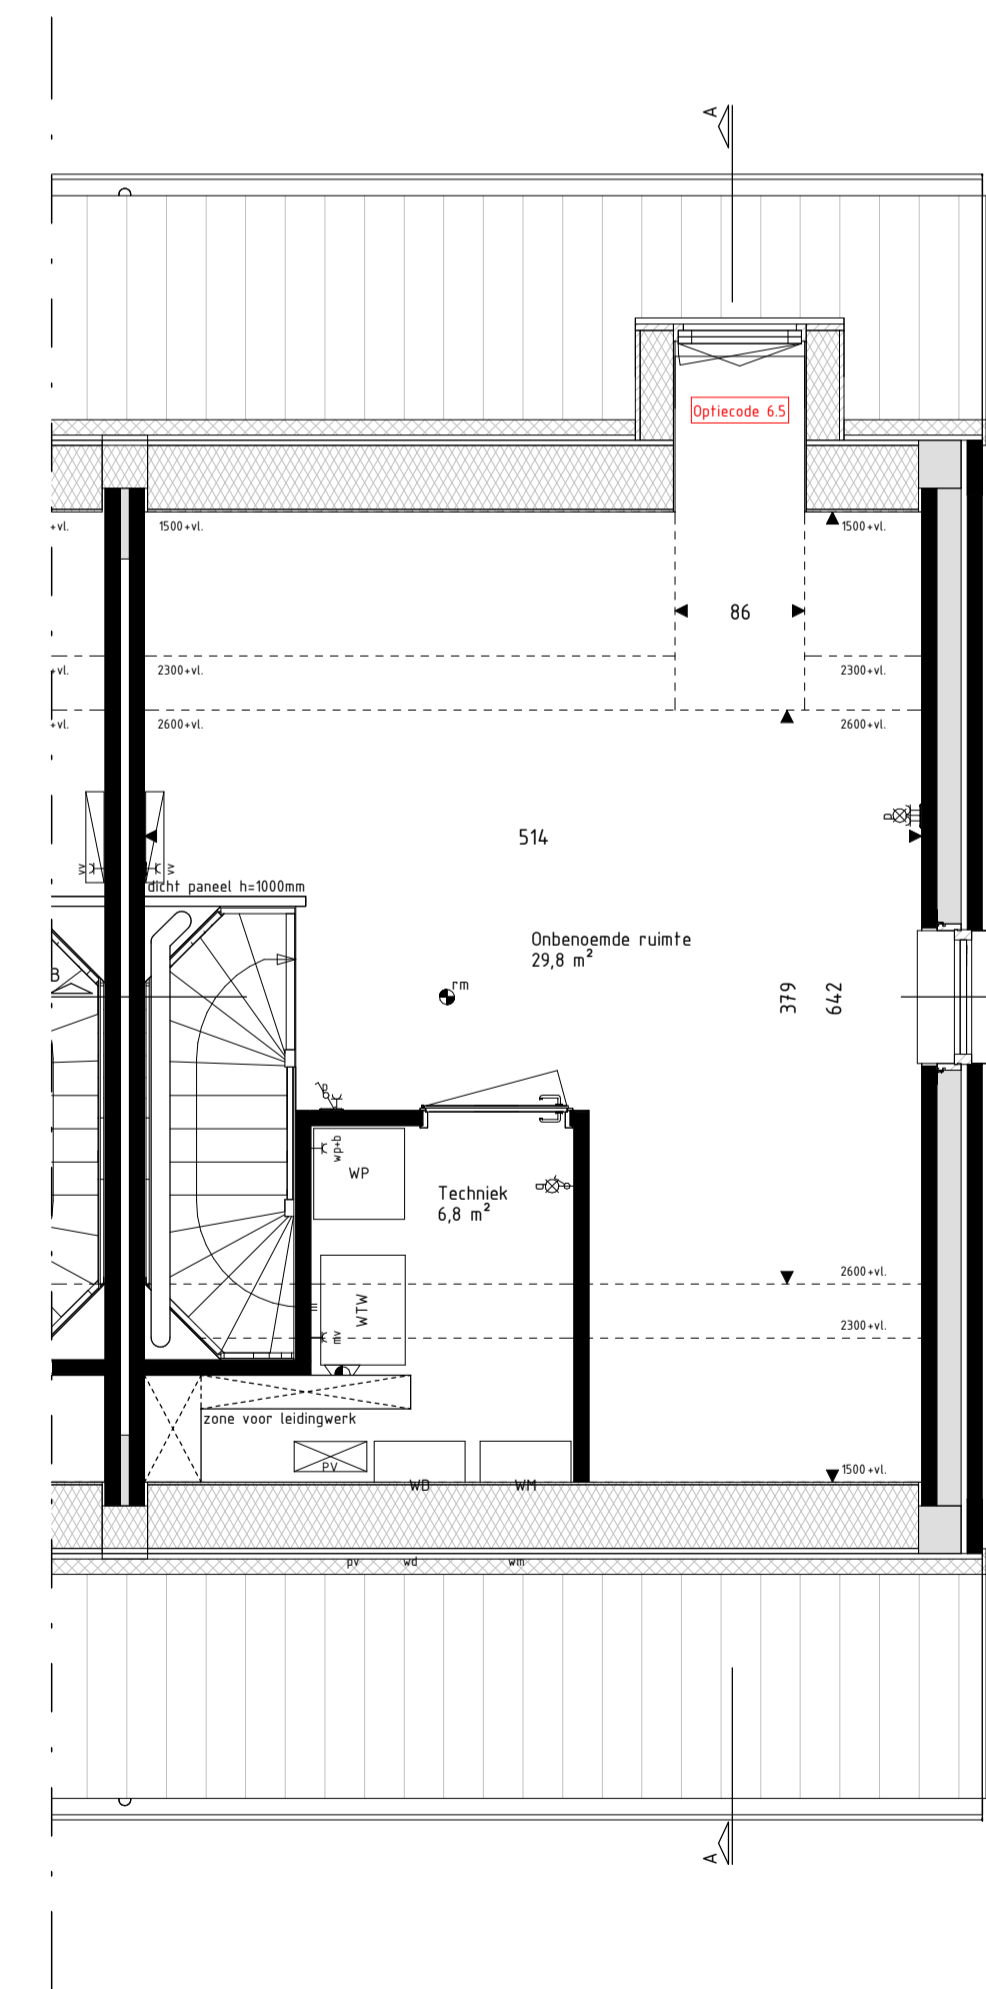 A
Optiecode 6.5
+vl.
1500+vl.
1500+vl.
86
+vl.
2300+vl.
2300+vl.
+vl.
2600+vl.
2600+vl.
514
vv
vv
dicht paneel h=1000mm
Onbenoemde ruimte
29,8 m²
B
rm
379
642
wp+b
WP
Techniek
6,8 m²
2600+vl.
WTW
2300+vl.
mv
zone voor leidingwerk
PV
1500+vl.
WD
WM
pv
wd
wm
A